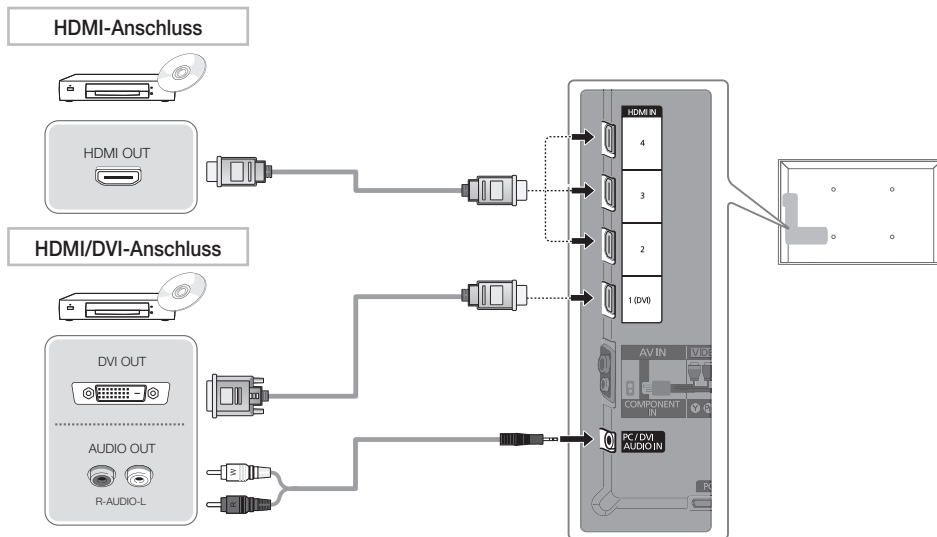 HDMI-Anschluss
HDMI OUT
HDMI/DVI-Anschluss
DVI OUT
AUDIO OUT
R-AUDIO-L
W
R
HDMI IN
4
3
2
1 (DVI)
AV IN
COMPONENT
IN
Y
PC / DVI
AUDIO IN